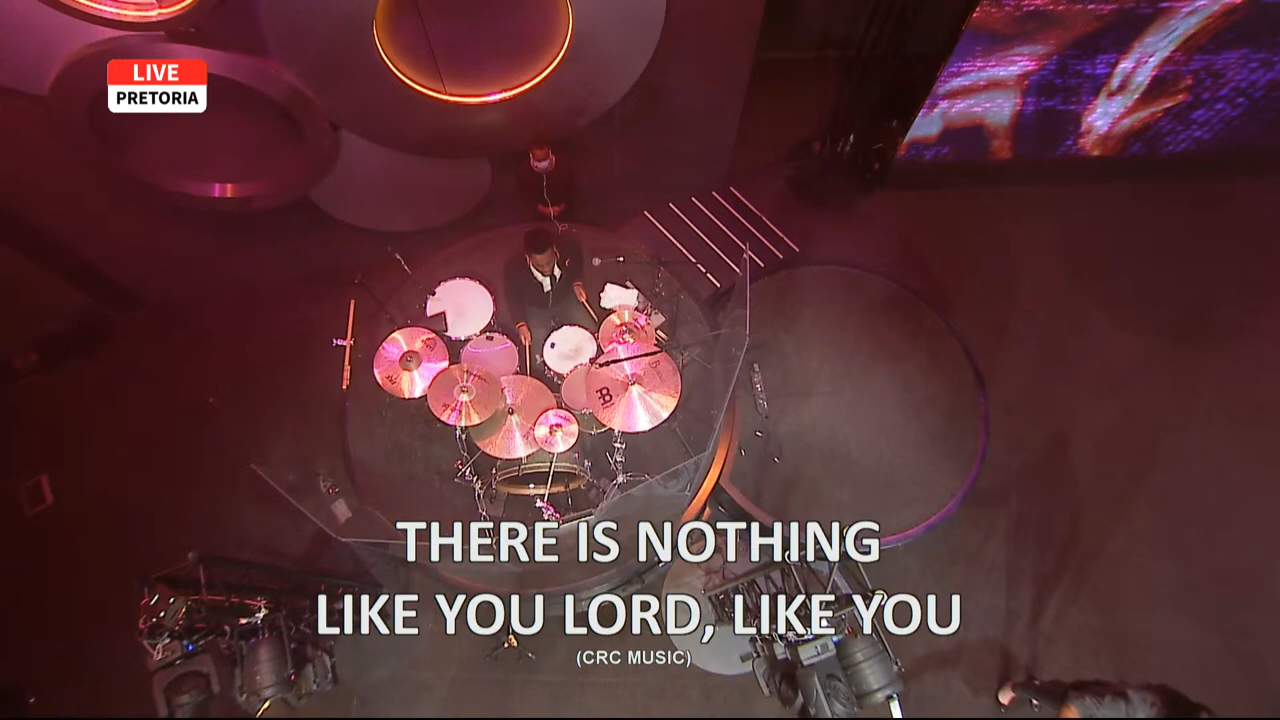 LIVE
PRETORIA
THERE IS NOTHING
LIKE YOU LORD, LIKE YOU
(CRC MUSIC)